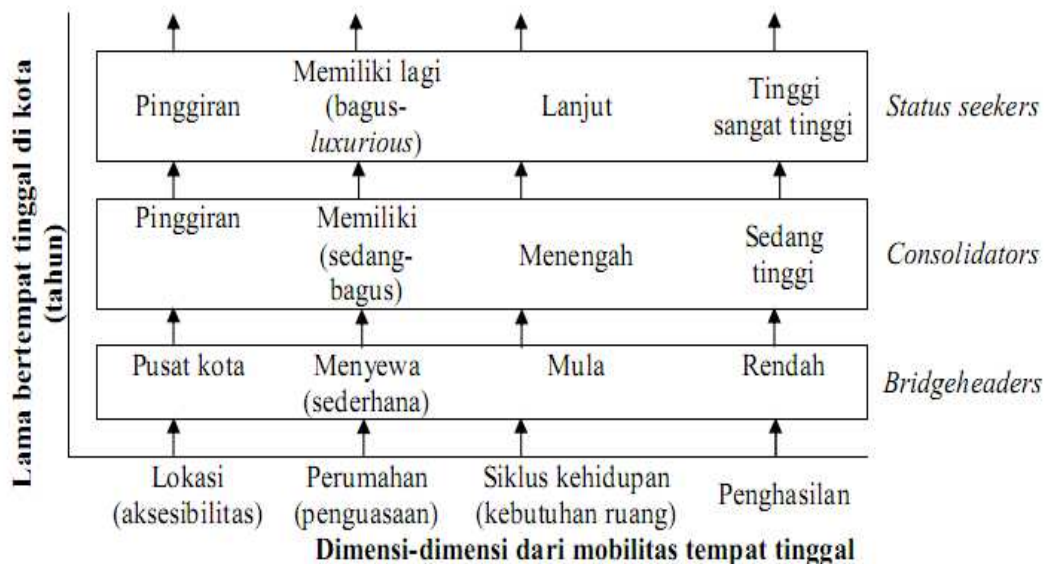 Lama bertempat tinggal di kota
(tahun)
Pinggiran
Memiliki lagi
(bagus-
luxurious)
Lanjut
Tinggi
sangat tinggi
Status seekers
Pinggiran
Memiliki
(sedang-
bagus)
Menengah
Sedang
tinggi
Consolidators
Pusat kota
Menyewa
(sederhana)
Mula
Rendah
Bridgeheaders
Lokasi
(aksesibilitas)
Perumahan
(penguasaan)
Siklus kehidupan
(kebutuhan ruang)
Penghasilan
Dimensi-dimensi dari mobilitas tempat tinggal